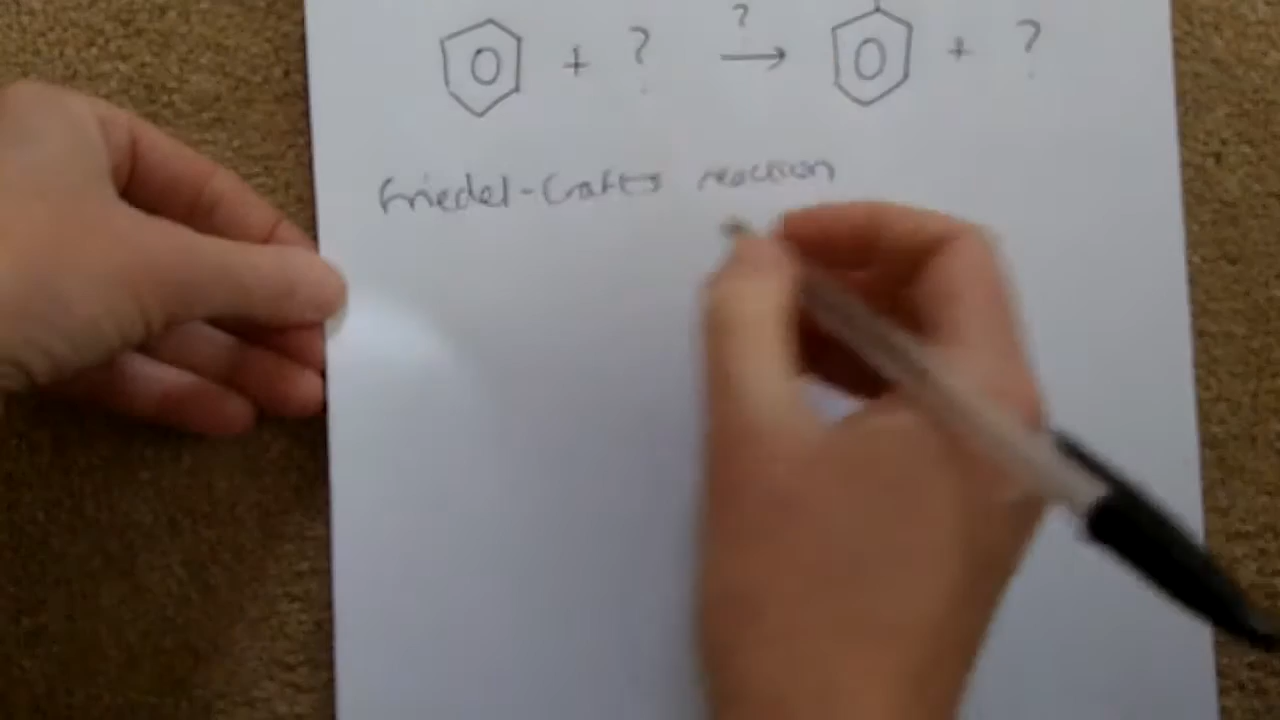 + ? ? → + ?
Friedel-Crafts reaction